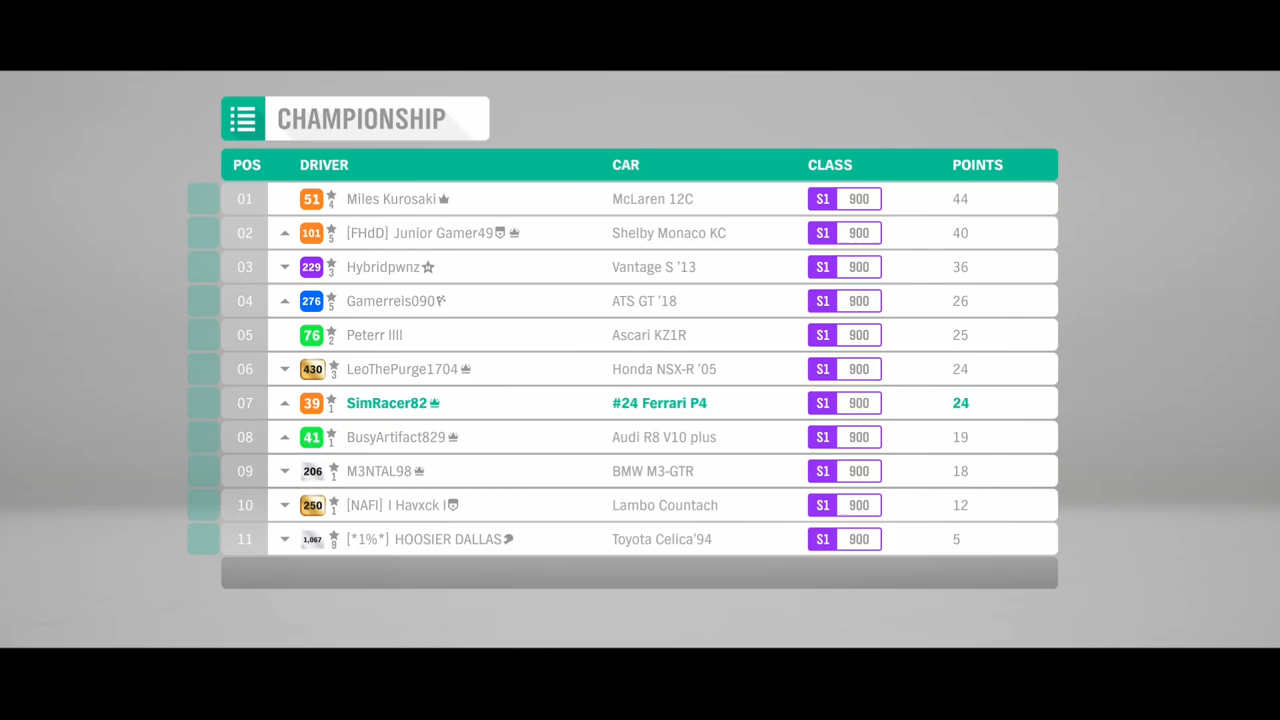 CHAMPIONSHIP
POS DRIVER CAR CLASS POINTS
01 51 4 Miles Kurosaki McLaren 12C S1 900 44
02 101 5 [FHdD] Junior Gamer49 Shelby Monaco KC S1 900 40
03 229 3 Hybridpwnz Vantage S '13 S1 900 36
04 276 5 Gamerreis090 ATS GT '18 S1 900 26
05 76 2 Peterr llll Ascari KZ1R S1 900 25
06 430 3 LeoThePurge1704 Honda NSX-R '05 S1 900 24
07 39 1 SimRacer82 #24 Ferrari P4 S1 900 24
08 41 1 BusyArtifact829 Audi R8 V10 plus S1 900 19
09 206 1 M3NTAL98 BMW M3-GTR S1 900 18
10 250 1 [NAFI] I Havxck I Lambo Countach S1 900 12
11 1,067 9 [*1%*] HOOSIER DALLAS Toyota Celica'94 S1 900 5